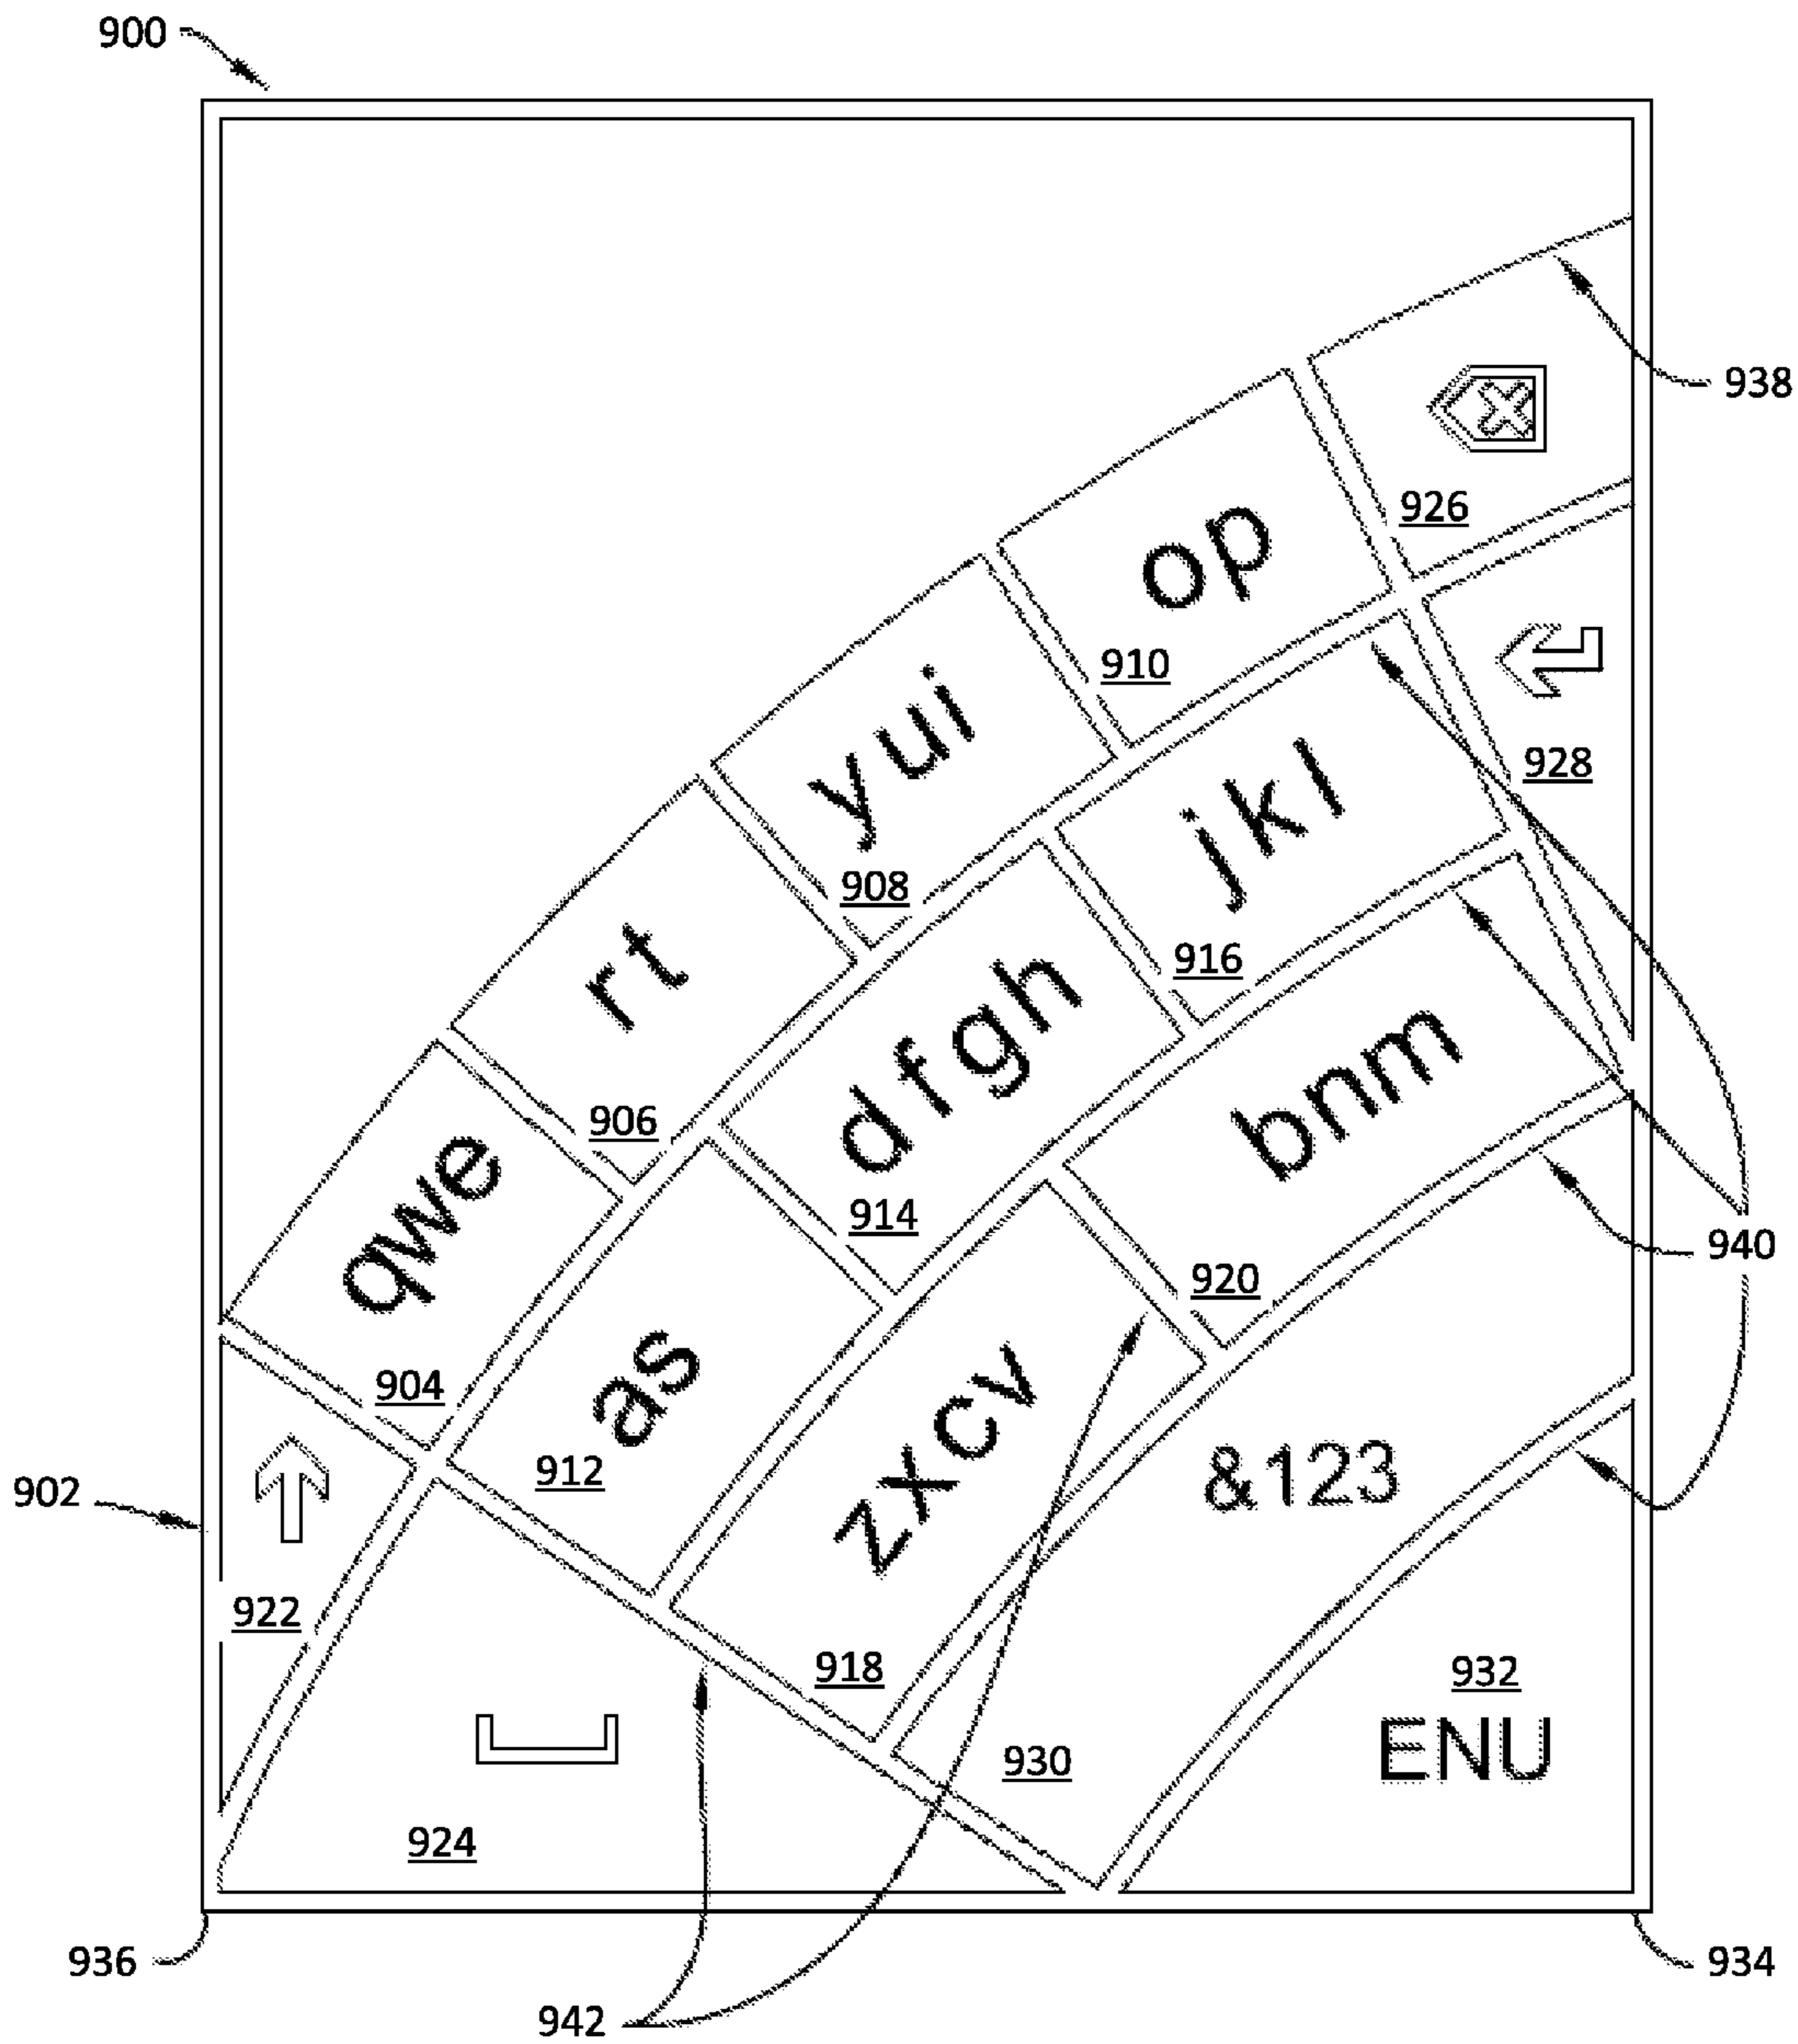 900
938
926
op
910
928
yui
908
jkl
916
rt
906
dfgh
914
bnm
920
940
qwe
904
as
912
zxcv
918
&123
930
902
922
932
ENU
924
936
934
942